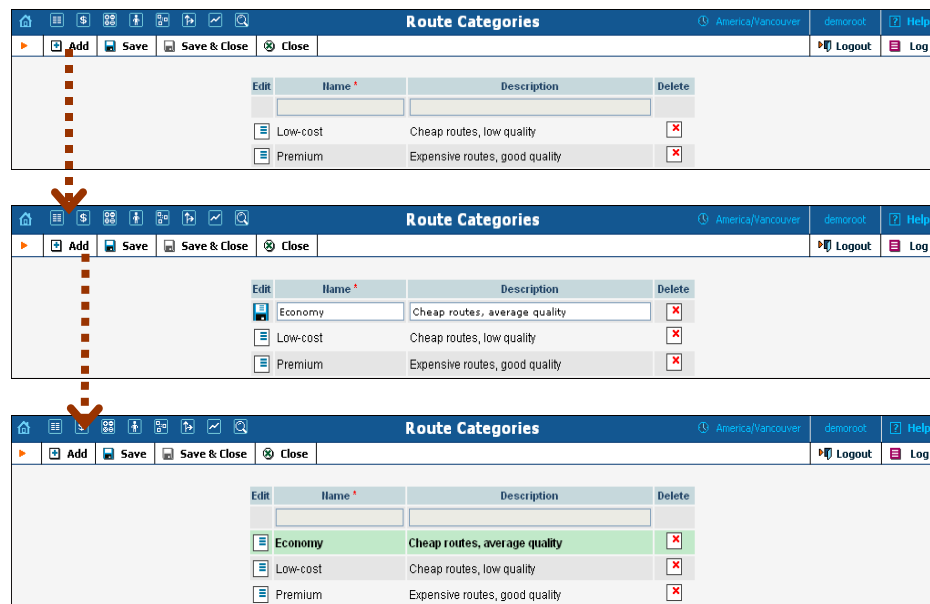 Route Categories America/Vancouver demoroot ? Help
Add Save Save & Close Close Logout Log
Edit Name * Description Delete
Low-cost Cheap routes, low quality
Premium Expensive routes, good quality
Route Categories America/Vancouver demoroot ? Help
Add Save Save & Close Close Logout Log
Edit Name * Description Delete
Economy Cheap routes, average quality
Low-cost Cheap routes, low quality
Premium Expensive routes, good quality
Route Categories America/Vancouver demoroot ? Help
Add Save Save & Close Close Logout Log
Edit Name * Description Delete
Economy Cheap routes, average quality
Low-cost Cheap routes, low quality
Premium Expensive routes, good quality